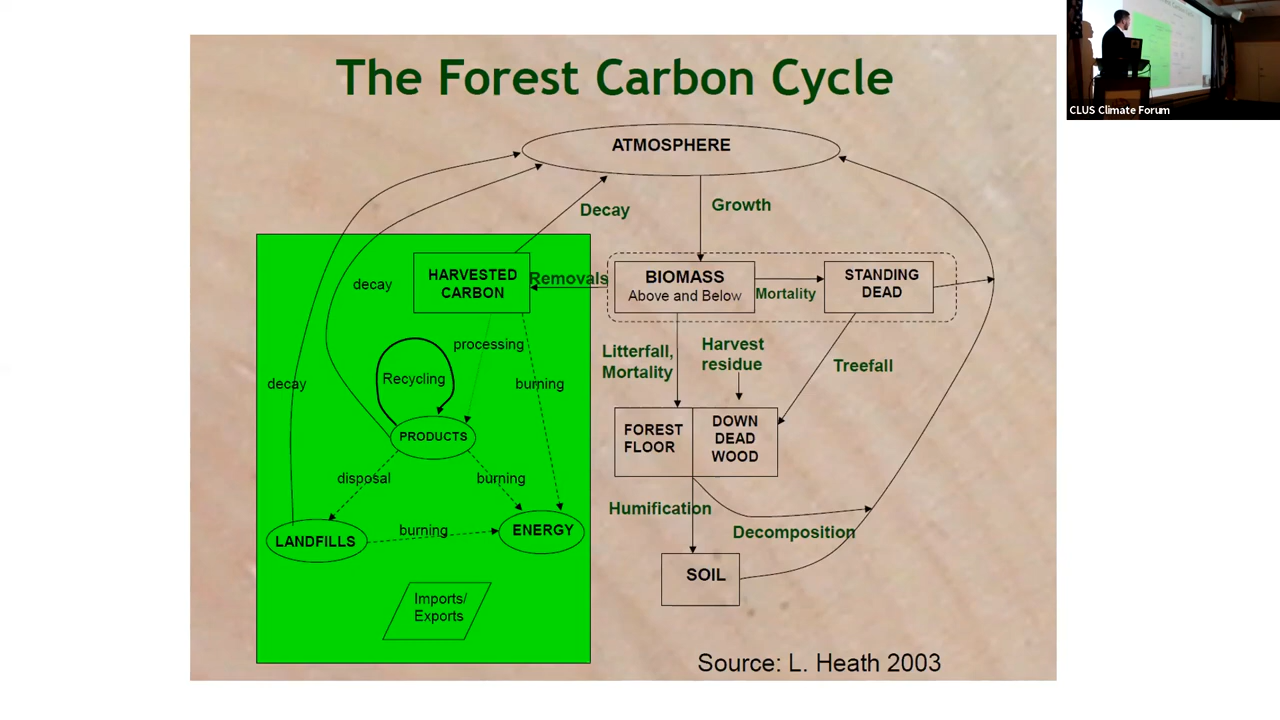 The Forest Carbon Cycle
CLUS Climate Forum
ATMOSPHERE
Decay
Growth
HARVESTED
CARBON
Removals
BIOMASS
Above and Below
Mortality
STANDING
DEAD
decay
processing
Recycling
burning
decay
Litterfall,
Mortality
Harvest
residue
Treefall
PRODUCTS
FOREST
FLOOR
DOWN
DEAD
WOOD
disposal
burning
Humification
Decomposition
LANDFILLS
burning
ENERGY
SOIL
Imports/
Exports
Source: L. Heath 2003